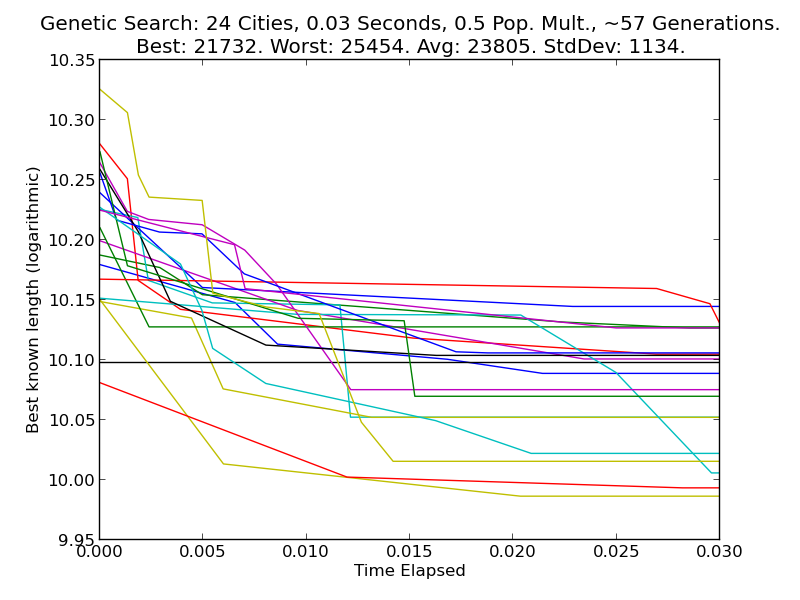 Genetic Search: 24 Cities, 0.03 Seconds, 0.5 Pop. Mult., ~57 Generations.
Best: 21732. Worst: 25454. Avg: 23805. StdDev: 1134.
Best known length (logarithmic)
10.35
10.30
10.25
10.20
10.15
10.10
10.05
10.00
9.95
0.000 0.005 0.010 0.015 0.020 0.025 0.030
Time Elapsed